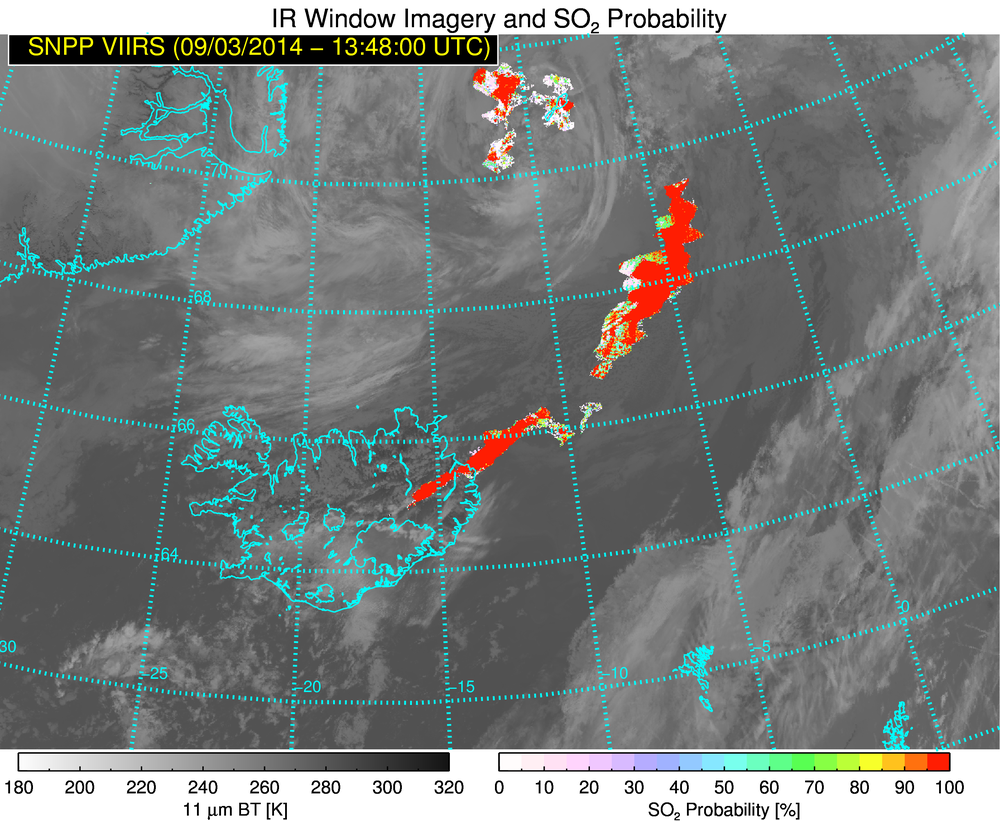 IR Window Imagery and SO₂ Probability
SNPP VIIRS (09/03/2014 – 13:48:00 UTC)
70
68
66
64
0
-5
30
-10
-25
-20
-15
180 200 220 240 260 280 300 320
11 μm BT [K]
0 10 20 30 40 50 60 70 80 90 100
SO₂ Probability [%]